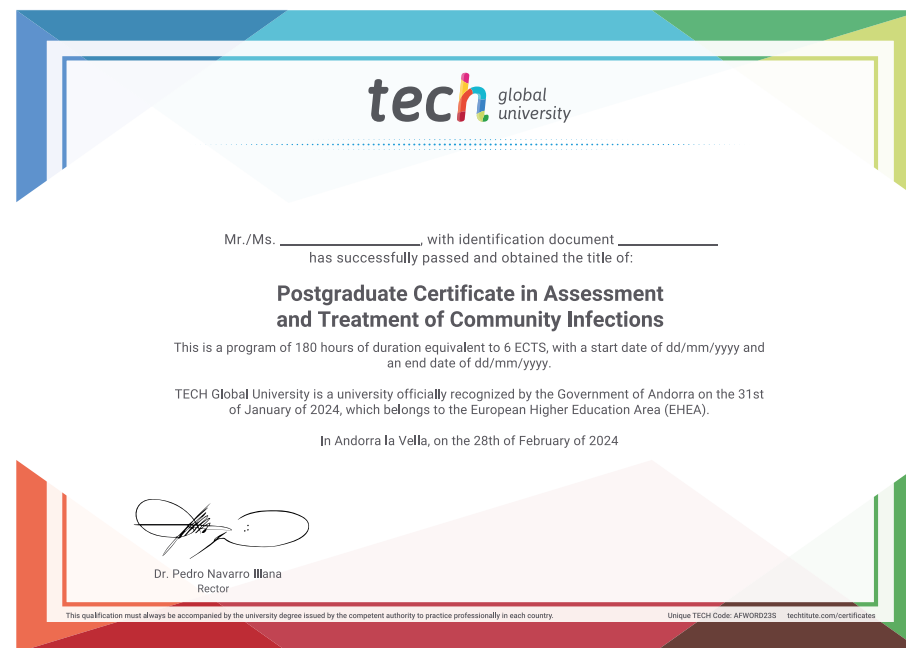 tech global
university
Mr./Ms. ____________, with identification document ____________
has successfully passed and obtained the title of:
Postgraduate Certificate in Assessment
and Treatment of Community Infections
This is a program of 180 hours of duration equivalent to 6 ECTS, with a start date of dd/mm/yyyy and
an end date of dd/mm/yyyy.
TECH Global University is a university officially recognized by the Government of Andorra on the 31st
of January of 2024, which belongs to the European Higher Education Area (EHEA).
In Andorra la Vella, on the 28th of February of 2024
Dr. Pedro Navarro Illana
Rector
This qualification must always be accompanied by the university degree issued by the competent authority to practice professionally in each country.
Unique TECH Code: AFWORD23S techtitute.com/certificates